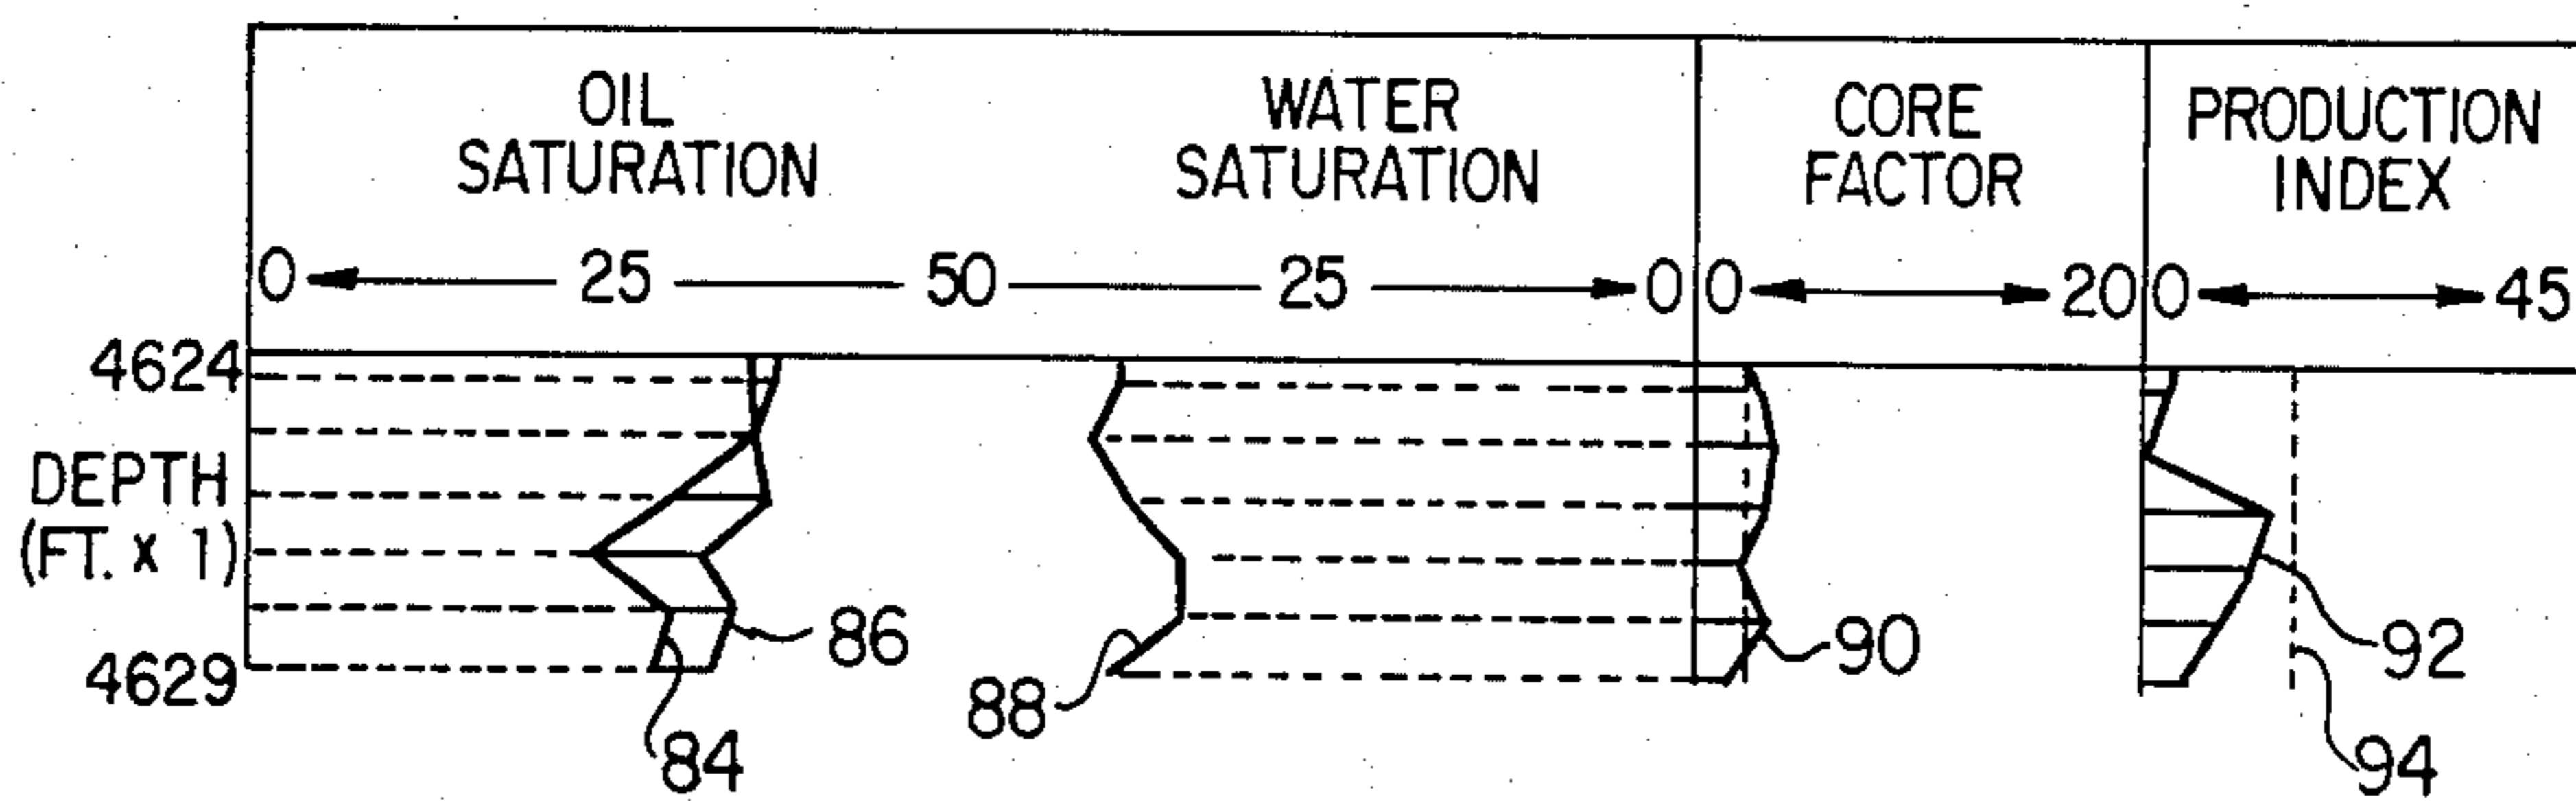 OIL
SATURATION
WATER
SATURATION
CORE
FACTOR
PRODUCTION
INDEX
0 25 50 25 0 0 20 0 45
4624
DEPTH
(FT. x 1)
4629
86
84
88
90
92
94